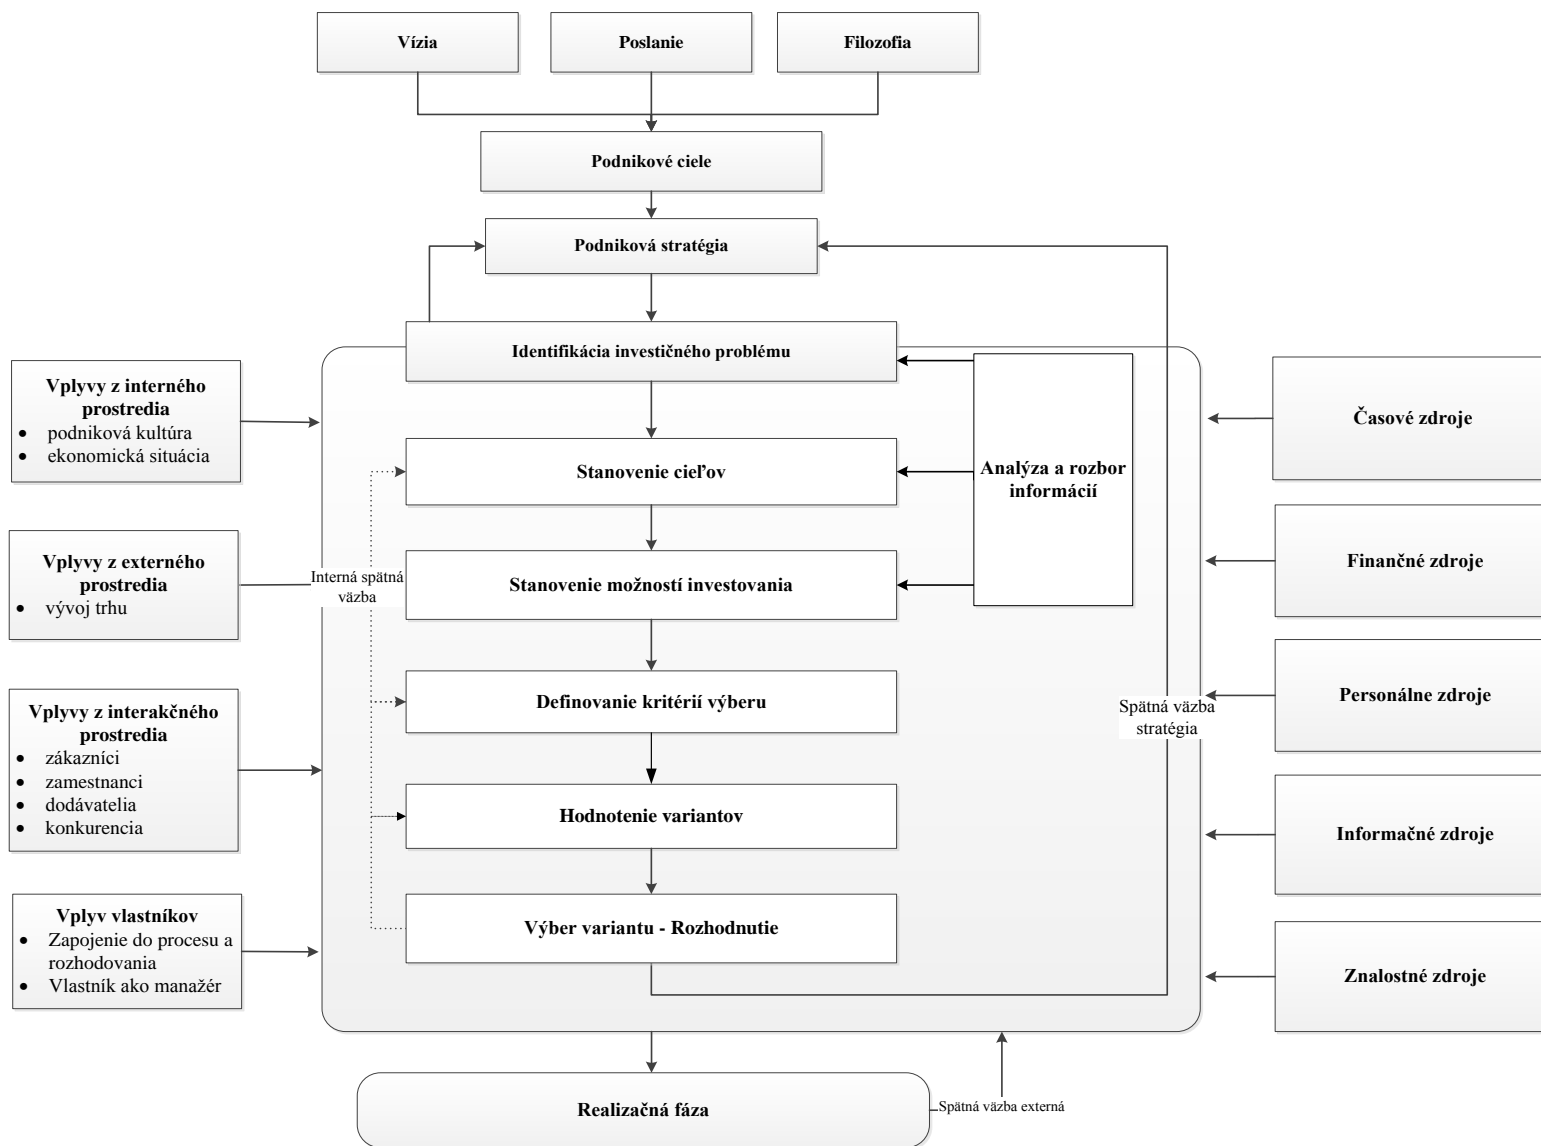 Vízia
Poslanie
Filozofia
Podnikové ciele
Podniková stratégia
Identifikácia investičného problému
Vplyvy z interného
prostredia
• podniková kultúra
• ekonomická situácia
Časové zdroje
Stanovenie cieľov
Analýza a rozbor
informácií
Vplyvy z externého
prostredia
• vývoj trhu
Interná spätná
väzba
Stanovenie možností investovania
Finančné zdroje
Vplyvy z interakčného
prostredia
• zákazníci
• zamestnanci
• dodávatelia
• konkurencia
Definovanie kritérií výberu
Spätná väzba
stratégia
Personálne zdroje
Hodnotenie variantov
Informačné zdroje
Vplyv vlastníkov
• Zapojenie do procesu a
rozhodovania
• Vlastník ako manažér
Výber variantu - Rozhodnutie
Znalostné zdroje
Realizačná fáza
Spätná väzba externá